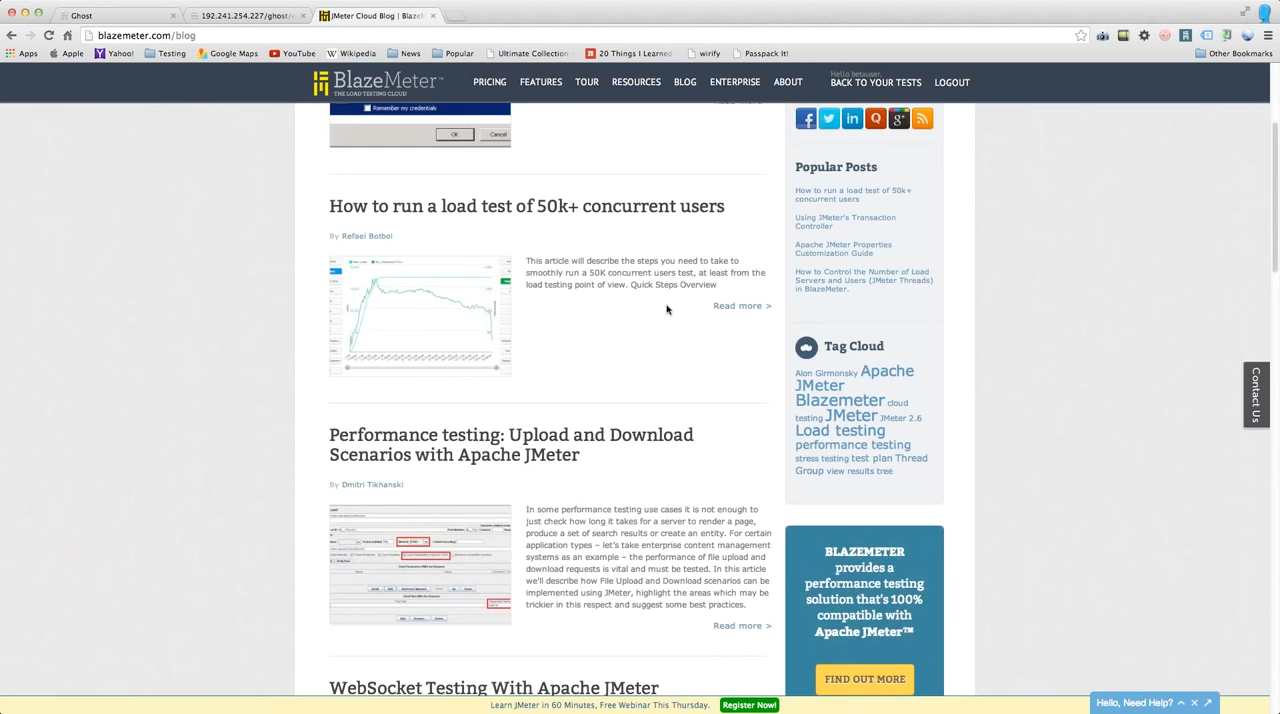 Ghost
192.241.254.227/ghost/e
JMeter Cloud Blog | BlazeM
blazemeter.com/blog
Apps
Apple
Yahoo!
Testing
Google Maps
YouTube
Wikipedia
News
Popular
Ultimate Collection
20 Things I Learned
wirify
Passpack It!
Other Bookmarks
BlazeMeter™
THE LOAD TESTING CLOUD
PRICING
FEATURES
TOUR
RESOURCES
BLOG
ENTERPRISE
ABOUT
Hello betauser.
BACK TO YOUR TESTS
LOGOUT
Remember my credentials
OK
Cancel
How to run a load test of 50k+ concurrent users
By Refael Botbol
This article will describe the steps you need to take to
smoothly run a 50K concurrent users test, at least from the
load testing point of view. Quick Steps Overview
Read more >
Performance testing: Upload and Download
Scenarios with Apache JMeter
By Dmitri Tikhanski
In some performance testing use cases it is not enough to
just check how long it takes for a server to render a page,
produce a set of search results or create an entity. For certain
application types – let's take enterprise content management
systems as an example – the performance of file upload and
download requests is vital and must be tested. In this article
we'll describe how File Upload and Download scenarios can be
implemented using JMeter, highlight the areas which may be
trickier in this respect and suggest some best practices.
Read more >
WebSocket Testing With Apache JMeter
Popular Posts
How to run a load test of 50k+
concurrent users
Using JMeter's Transaction
Controller
Apache JMeter Properties
Customization Guide
How to Control the Number of Load
Servers and Users (JMeter Threads)
in BlazeMeter.
Tag Cloud
Alon Girmonsky Apache
JMeter
Blazemeter cloud
testing JMeter JMeter 2.6
Load testing
performance testing
stress testing test plan Thread
Group view results tree
BLAZEMETER
provides a
performance testing
solution that's 100%
compatible with
Apache JMeter™
FIND OUT MORE
Contact Us
Learn JMeter in 60 Minutes, Free Webinar This Thursday.
Register Now!
Hello, Need Help?